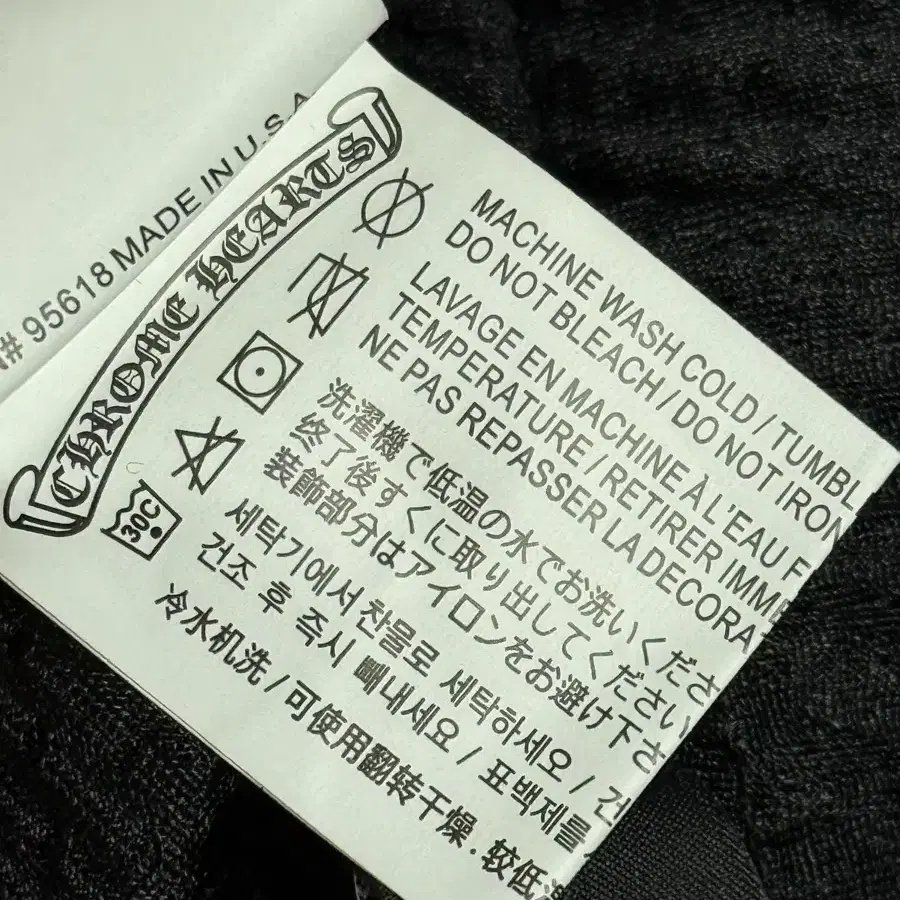 # 95618 MADE IN U.S.A
CHROME HEARTS
30C
MACHINE WASH COLD / TUMBL
DO NOT BLEACH / DO NOT IRON
LAVAGE EN MACHINE À L'EAU F
TEMPERATURE / RETIRER IMME
NE PAS REPASSER LA DECORA
洗濯機で低温の水でお洗いくださ
終了後すぐに取り出してください
装飾部分はアイロンをお避け下さ
세탁기에서 찬물로 세탁하세요 / 건
건조 후 즉시 빼내세요 / 표백제를
冷水机洗 / 可使用翻转干燥.较低